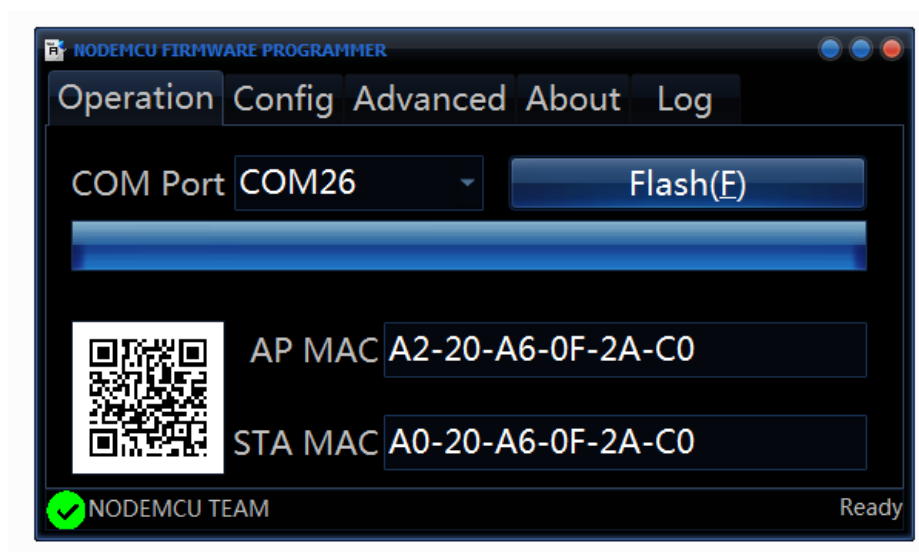 NODEMCU FIRMWARE PROGRAMMER
Operation Config Advanced About Log
COM Port COM26 Flash(F)
AP MAC A2-20-A6-0F-2A-C0
STA MAC A0-20-A6-0F-2A-C0
NODEMCU TEAM Ready